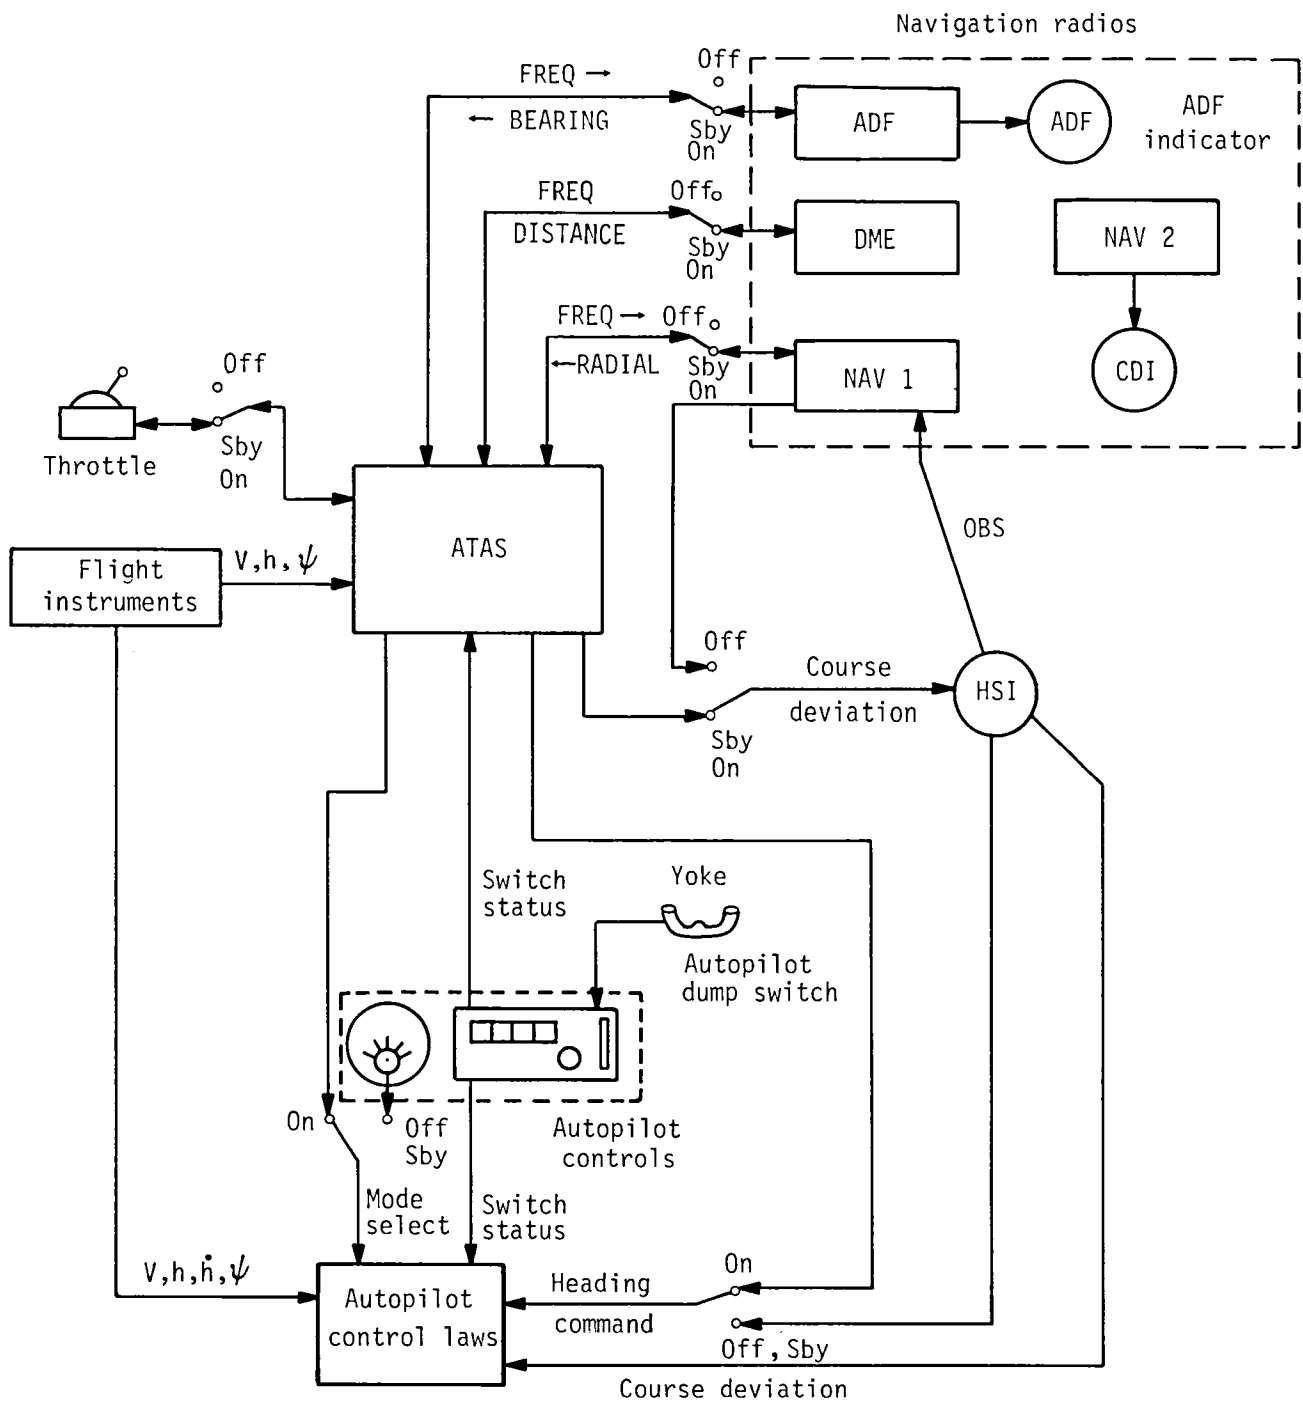 Navigation radios
Off
FREQ →
← BEARING
Sby
On
ADF
ADF
ADF
indicator
FREQ
DISTANCE
Off
Sby
On
DME
NAV 2
FREQ →
← RADIAL
Off
Sby
On
NAV 1
CDI
Off
Sby
On
Throttle
ATAS
OBS
Flight
instruments
V,h,ψ
Off
Course
deviation
HSI
Sby
On
Switch
status
Yoke
Autopilot
dump switch
On
Off
Sby
Autopilot
controls
Mode
select
Switch
status
V,h,ḣ,ψ
Autopilot
control laws
Heading
command
On
Off, Sby
Course deviation